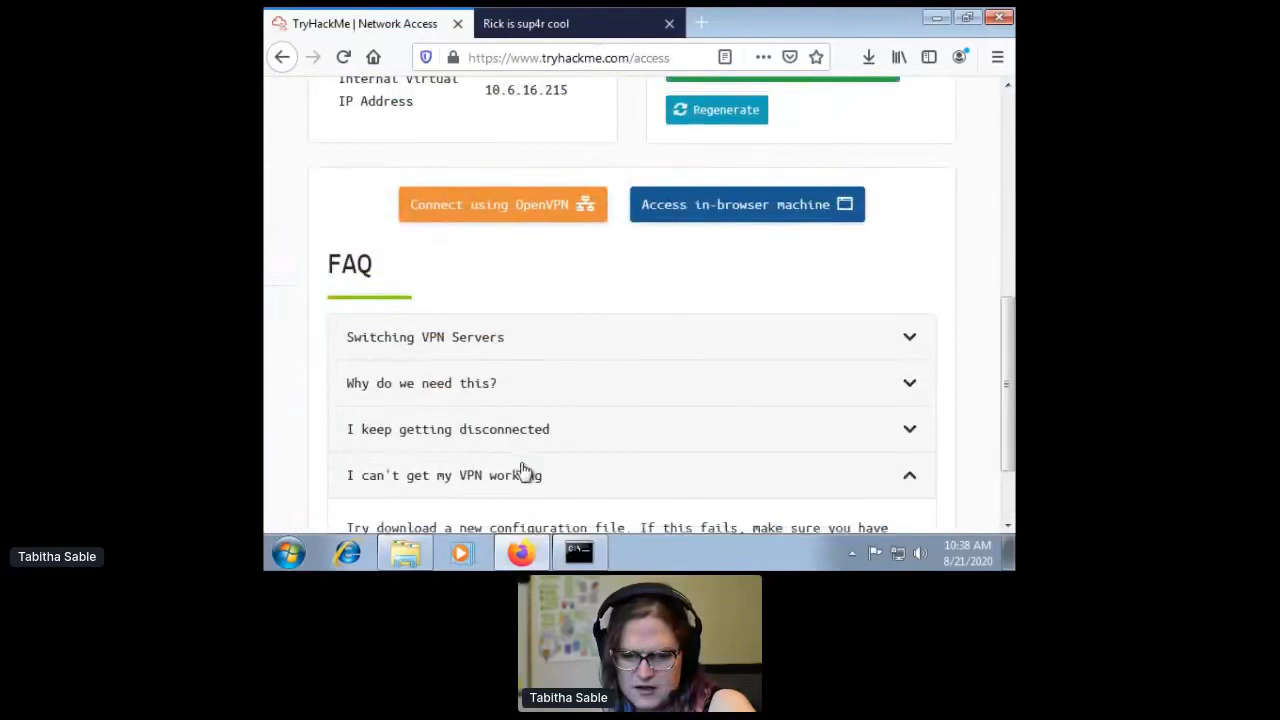 TryHackMe | Network Access
Rick is sup4r cool
https://www.tryhackme.com/access
Internal Virtual
IP Address
10.6.16.215
Regenerate
Connect using OpenVPN
Access in-browser machine
FAQ
Switching VPN Servers
Why do we need this?
I keep getting disconnected
I can't get my VPN working
Try download a new configuration file. If this fails, make sure you have
C:\_
10:38 AM
8/21/2020
Tabitha Sable
Tabitha Sable